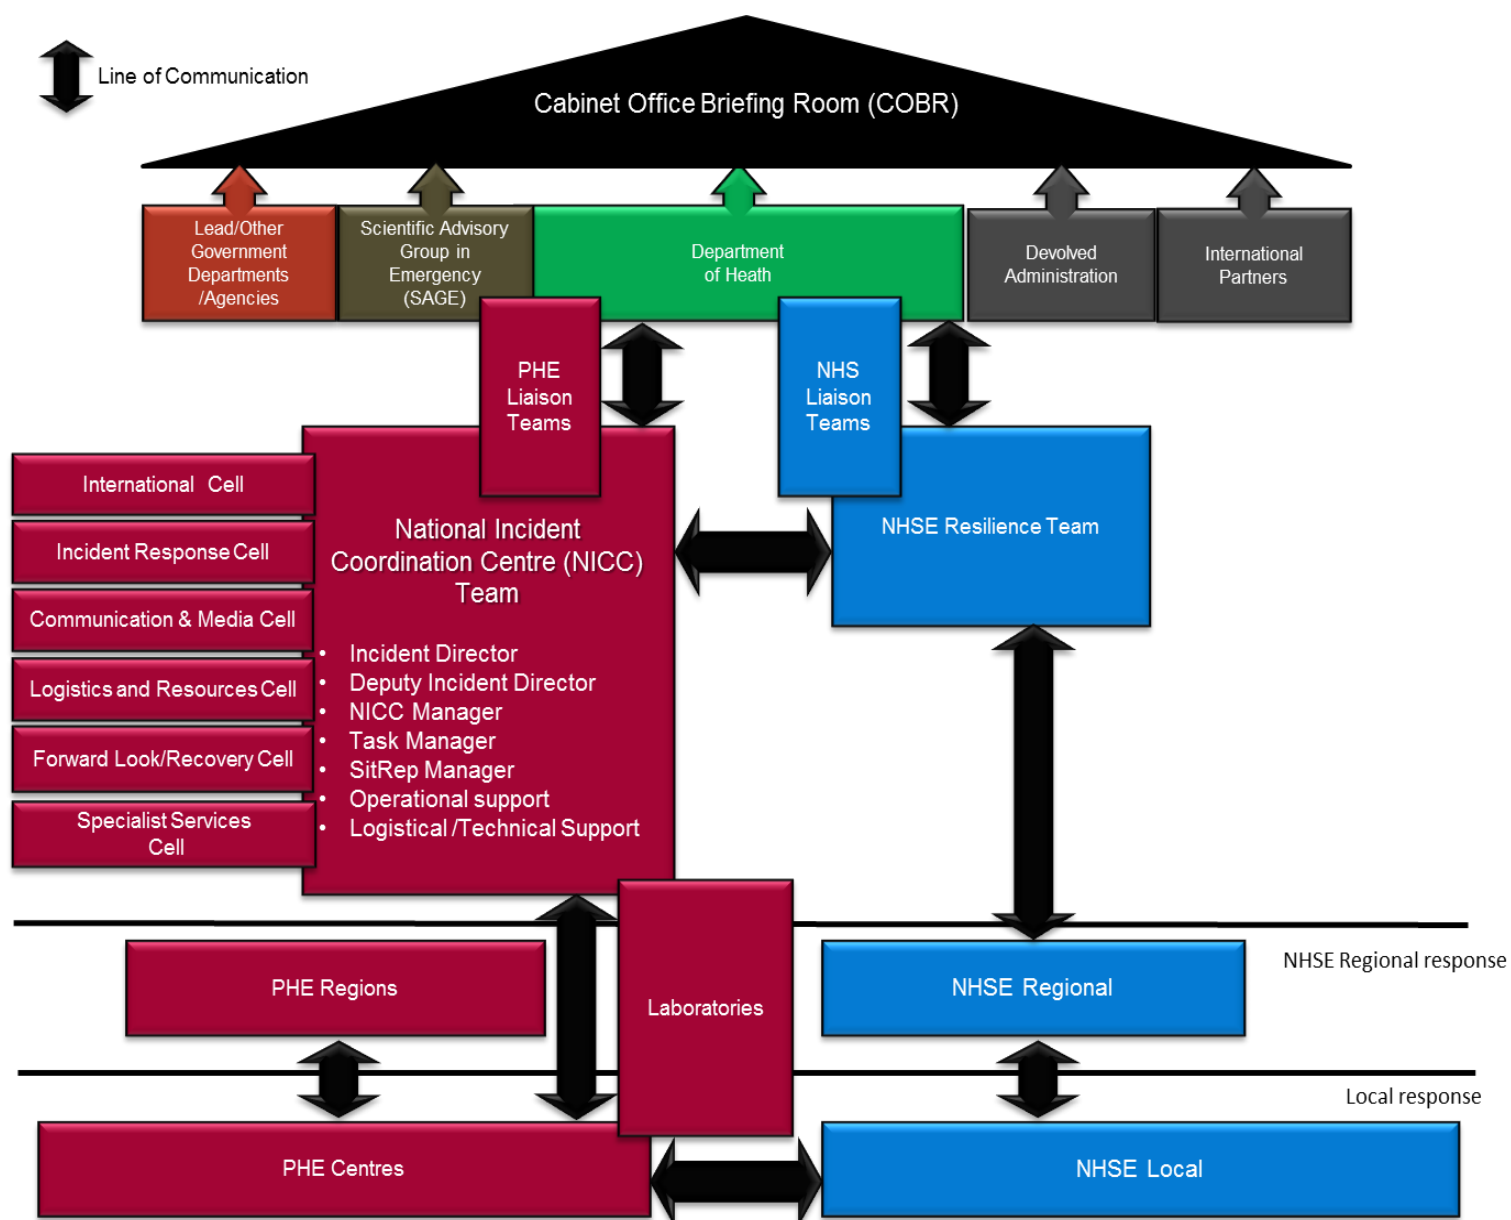 Line of Communication
Cabinet Office Briefing Room (COBR)
Lead/Other
Government
Departments
/Agencies
Scientific Advisory
Group in
Emergency
(SAGE)
Department
of Heath
Devolved
Administration
International
Partners
PHE
Liaison
Teams
NHS
Liaison
Teams
International Cell
Incident Response Cell
Communication & Media Cell
Logistics and Resources Cell
Forward Look/Recovery Cell
Specialist Services
Cell
National Incident
Coordination Centre (NICC)
Team
• Incident Director
• Deputy Incident Director
• NICC Manager
• Task Manager
• SitRep Manager
• Operational support
• Logistical /Technical Support
NHSE Resilience Team
PHE Regions
Laboratories
NHSE Regional
NHSE Regional response
Local response
PHE Centres
NHSE Local